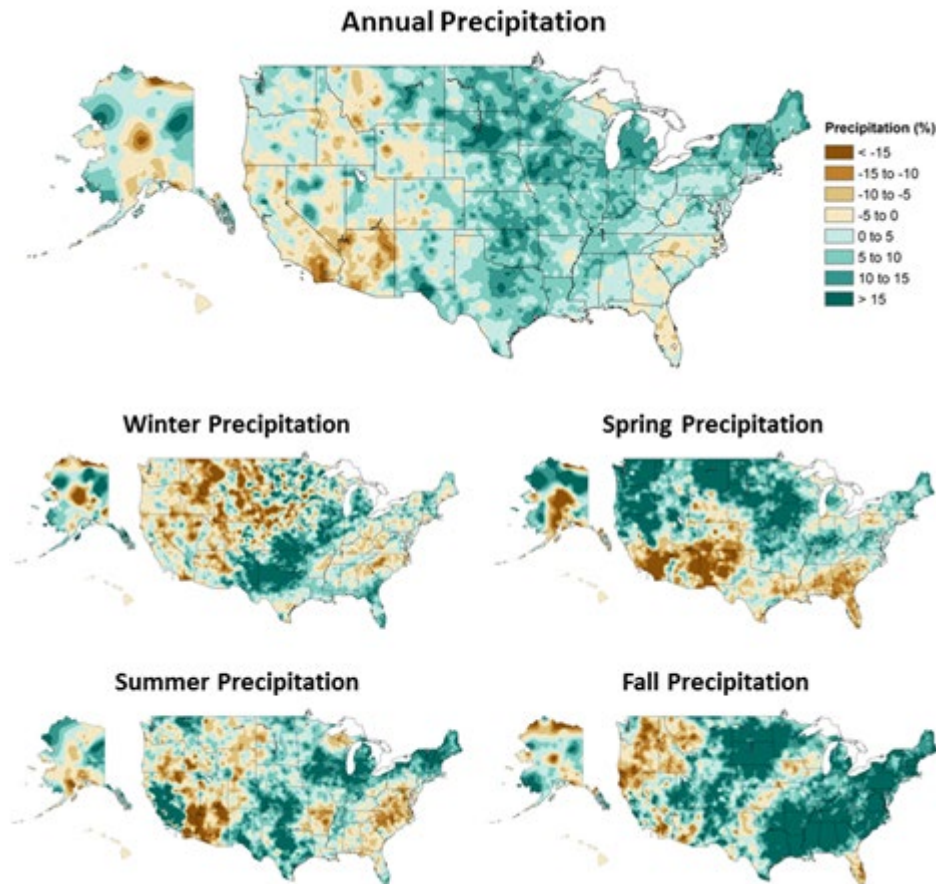 Annual Precipitation
Precipitation (%)
< -15
-15 to -10
-10 to -5
-5 to 0
0 to 5
5 to 10
10 to 15
> 15
Winter Precipitation
Spring Precipitation
Summer Precipitation
Fall Precipitation